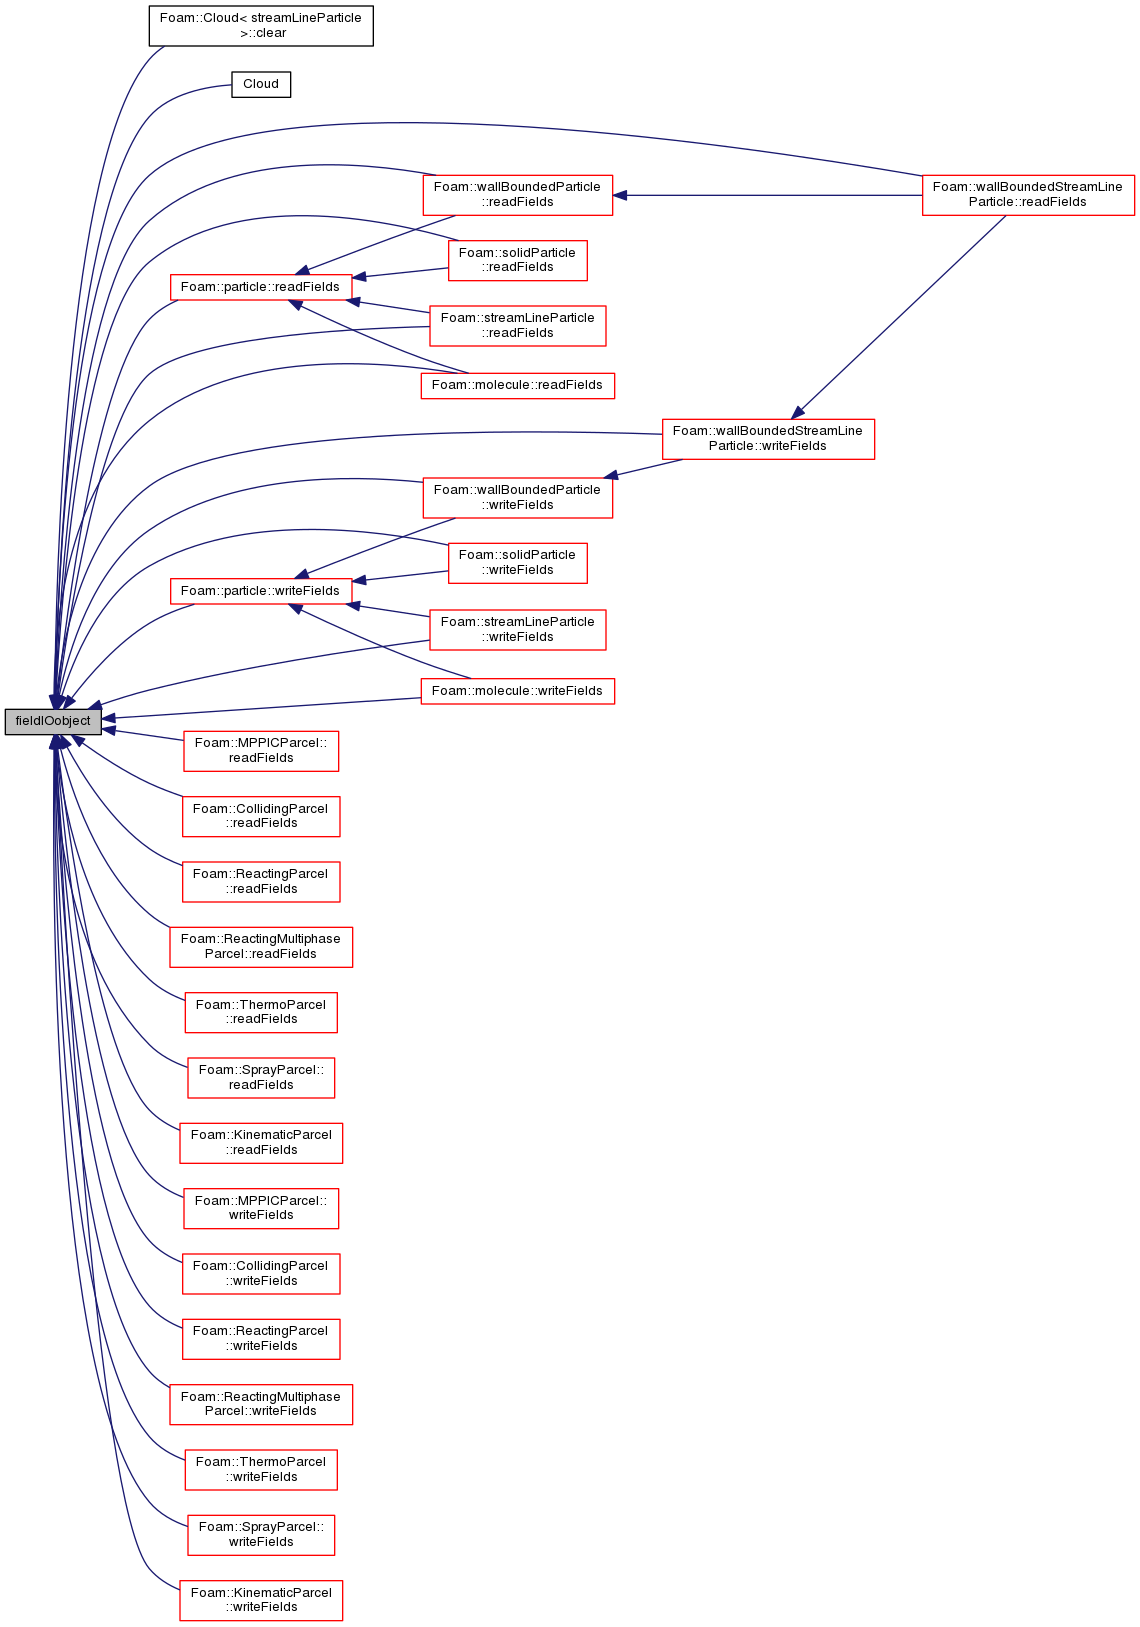 Foam::Cloud< streamLineParticle
>::clear
Cloud
Foam::wallBoundedParticle
::readFields
Foam::wallBoundedStreamLine
Particle::readFields
Foam::solidParticle
::readFields
Foam::particle::readFields
Foam::streamLineParticle
::readFields
Foam::molecule::readFields
Foam::wallBoundedStreamLine
Particle::writeFields
Foam::wallBoundedParticle
::writeFields
Foam::solidParticle
::writeFields
Foam::particle::writeFields
Foam::streamLineParticle
::writeFields
Foam::molecule::writeFields
fieldIOobject
Foam::MPPICParcel::
readFields
Foam::CollidingParcel
::readFields
Foam::ReactingParcel
::readFields
Foam::ReactingMultiphase
Parcel::readFields
Foam::ThermoParcel
::readFields
Foam::SprayParcel::
readFields
Foam::KinematicParcel
::readFields
Foam::MPPICParcel::
writeFields
Foam::CollidingParcel
::writeFields
Foam::ReactingParcel
::writeFields
Foam::ReactingMultiphase
Parcel::writeFields
Foam::ThermoParcel
::writeFields
Foam::SprayParcel::
writeFields
Foam::KinematicParcel
::writeFields